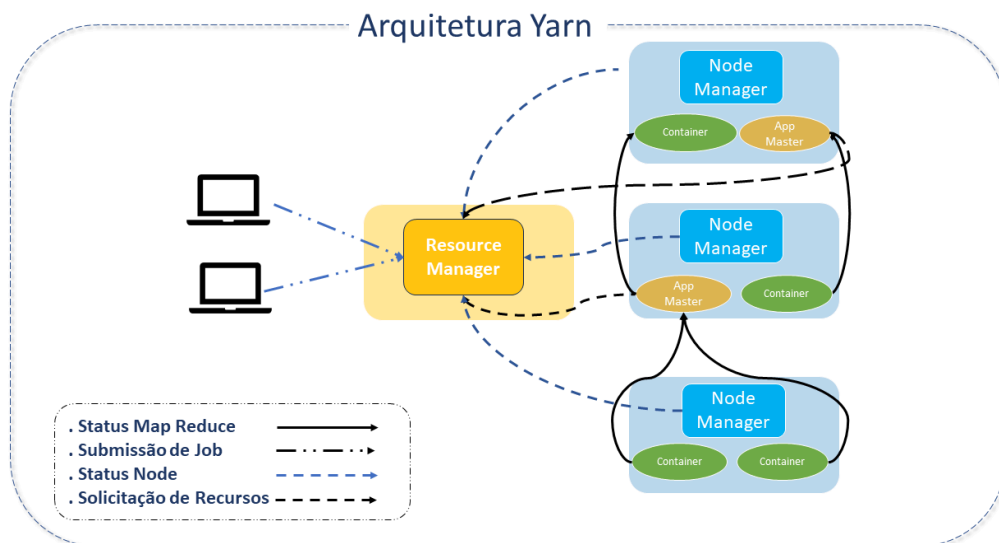 Arquitetura Yarn
Node
Manager
Container
App
Master
Resource
Manager
Node
Manager
App
Master
Container
Node
Manager
Container
Container
. Status Map Reduce
. Submissão de Job
. Status Node
. Solicitação de Recursos